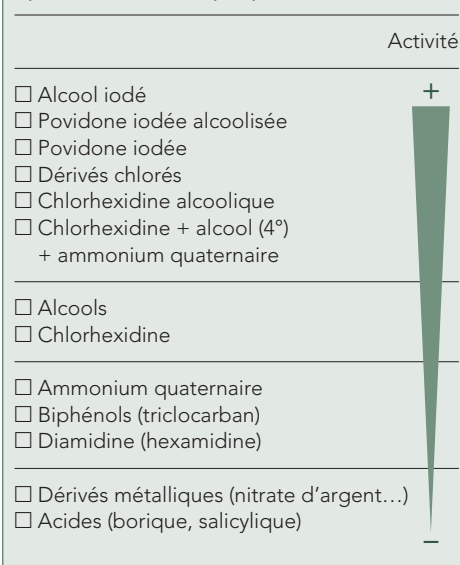 Activité
+
☐ Alcool iodé
☐ Povidone iodée alcoolisée
☐ Povidone iodée
☐ Dérivés chlorés
☐ Chlorhexidine alcoolique
☐ Chlorhexidine + alcool (4°)
+ ammonium quaternaire
☐ Alcools
☐ Chlorhexidine
☐ Ammonium quaternaire
☐ Biphénols (triclocarban)
☐ Diamidine (hexamidine)
☐ Dérivés métalliques (nitrate d’argent…)
☐ Acides (borique, salicylique)
–